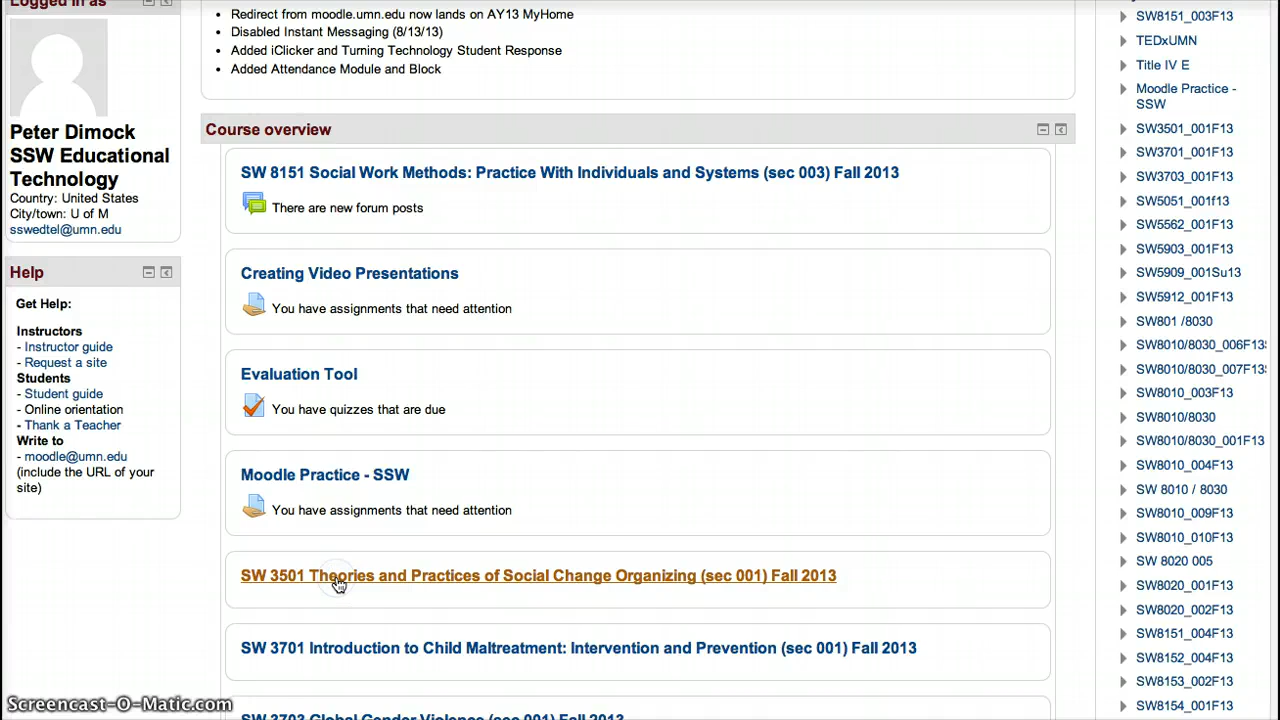 Logged in as
Peter Dimock
SSW Educational
Technology
Country: United States
City/town: U of M
sswedtel@umn.edu
Help
Get Help:
Instructors
- Instructor guide
- Request a site
Students
- Student guide
- Online orientation
- Thank a Teacher
Write to
- moodle@umn.edu
(include the URL of your
site)
• Redirect from moodle.umn.edu now lands on AY13 MyHome
• Disabled Instant Messaging (8/13/13)
• Added iClicker and Turning Technology Student Response
• Added Attendance Module and Block
Course overview
SW 8151 Social Work Methods: Practice With Individuals and Systems (sec 003) Fall 2013
There are new forum posts
Creating Video Presentations
You have assignments that need attention
Evaluation Tool
You have quizzes that are due
Moodle Practice - SSW
You have assignments that need attention
SW 3501 Theories and Practices of Social Change Organizing (sec 001) Fall 2013
SW 3701 Introduction to Child Maltreatment: Intervention and Prevention (sec 001) Fall 2013
SW 3703 Global Gender Violence (sec 001) Fall 2013
SW8151_003F13
TEDxUMN
Title IV E
Moodle Practice -
SSW
SW3501_001F13
SW3701_001F13
SW3703_001F13
SW5051_001f13
SW5562_001F13
SW5903_001F13
SW5909_001Su13
SW5912_001F13
SW801 /8030
SW8010/8030_006F13
SW8010/8030_007F13
SW8010_003F13
SW8010/8030
SW8010/8030_001F13
SW8010_004F13
SW 8010 / 8030
SW8010_009F13
SW8010_010F13
SW 8020 005
SW8020_001F13
SW8020_002F13
SW8151_004F13
SW8152_004F13
SW8153_002F13
SW8154_001F13
Screencast-O-Matic.com